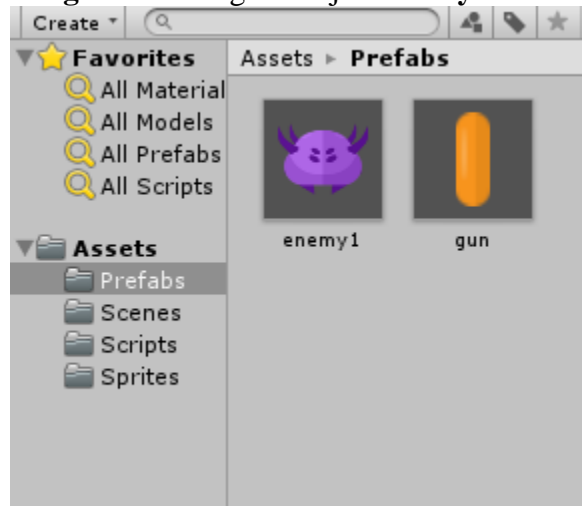 Create
Favorites
All Material
All Models
All Prefabs
All Scripts
Assets
Prefabs
Scenes
Scripts
Sprites
Assets ▸ Prefabs
enemy1
gun